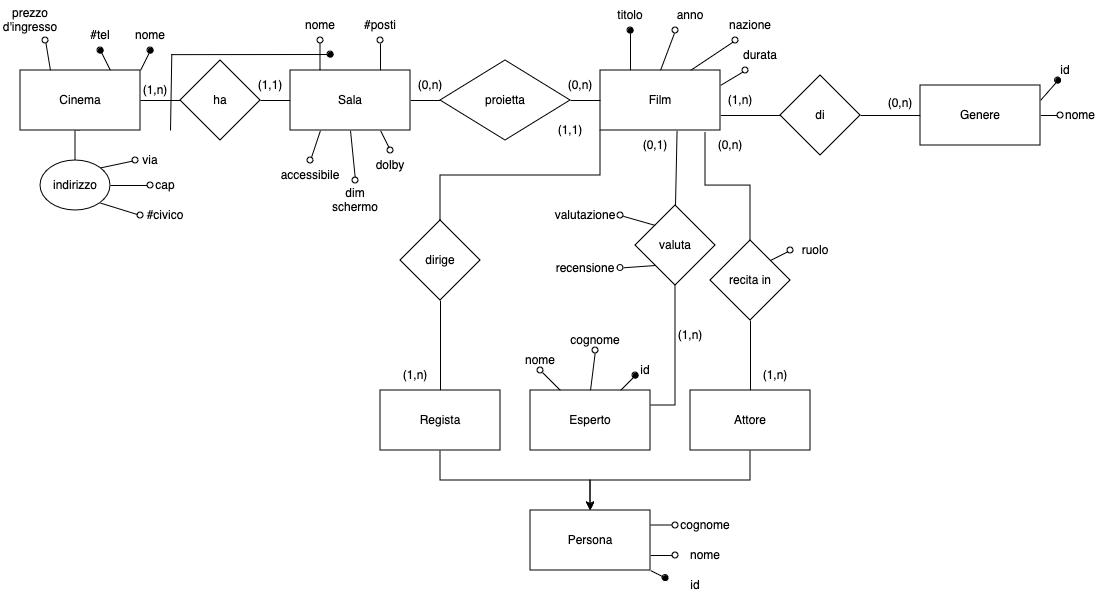 prezzo
d'ingresso
#tel
nome
nome
#posti
titolo
anno
nazione
durata
id
Cinema
(1,n)
ha
(1,1)
Sala
(0,n)
proietta
(0,n)
Film
(1,n)
di
(0,n)
Genere
nome
(1,1)
(0,1)
(0,n)
via
indirizzo
cap
#civico
accessibile
dim
schermo
dolby
valutazione
valuta
recensione
dirige
ruolo
recita in
(1,n)
nome
cognome
id
(1,n)
(1,n)
Regista
Esperto
Attore
Persona
cognome
nome
id